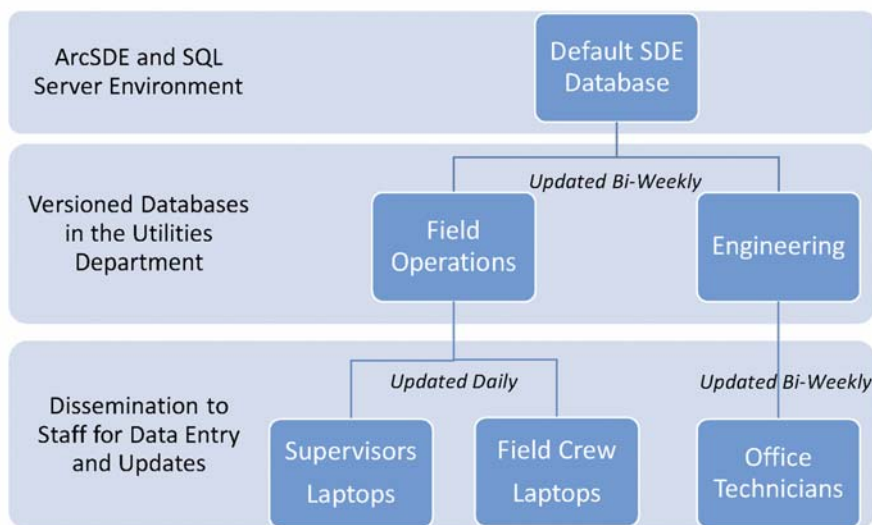 ArcSDE and SQL
Server Environment
Default SDE
Database
Updated Bi-Weekly
Versioned Databases
in the Utilities
Department
Field
Operations
Engineering
Updated Daily
Updated Bi-Weekly
Dissemination to
Staff for Data Entry
and Updates
Supervisors
Laptops
Field Crew
Laptops
Office
Technicians